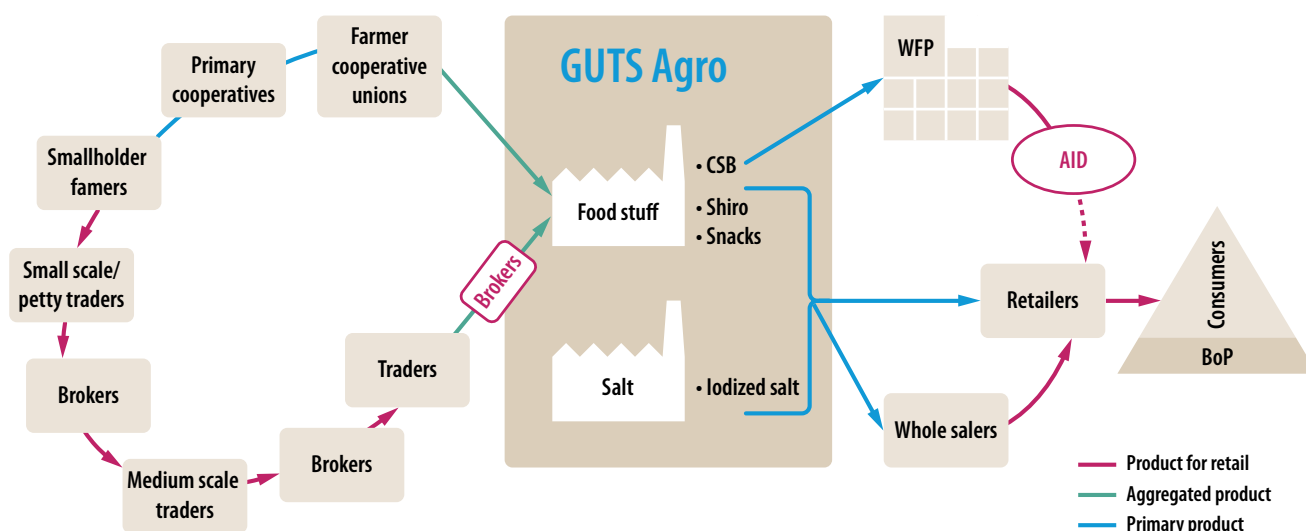 Farmer
cooperative
unions
Primary
cooperatives
Smallholder
famers
Small scale/
petty traders
Brokers
Medium scale
traders
Brokers
Traders
Brokers
GUTS Agro
Food stuff
• CSB
• Shiro
• Snacks
Salt
• Iodized salt
WFP
AID
Retailers
Whole salers
Consumers
BoP
Product for retail
Aggregated product
Primary product